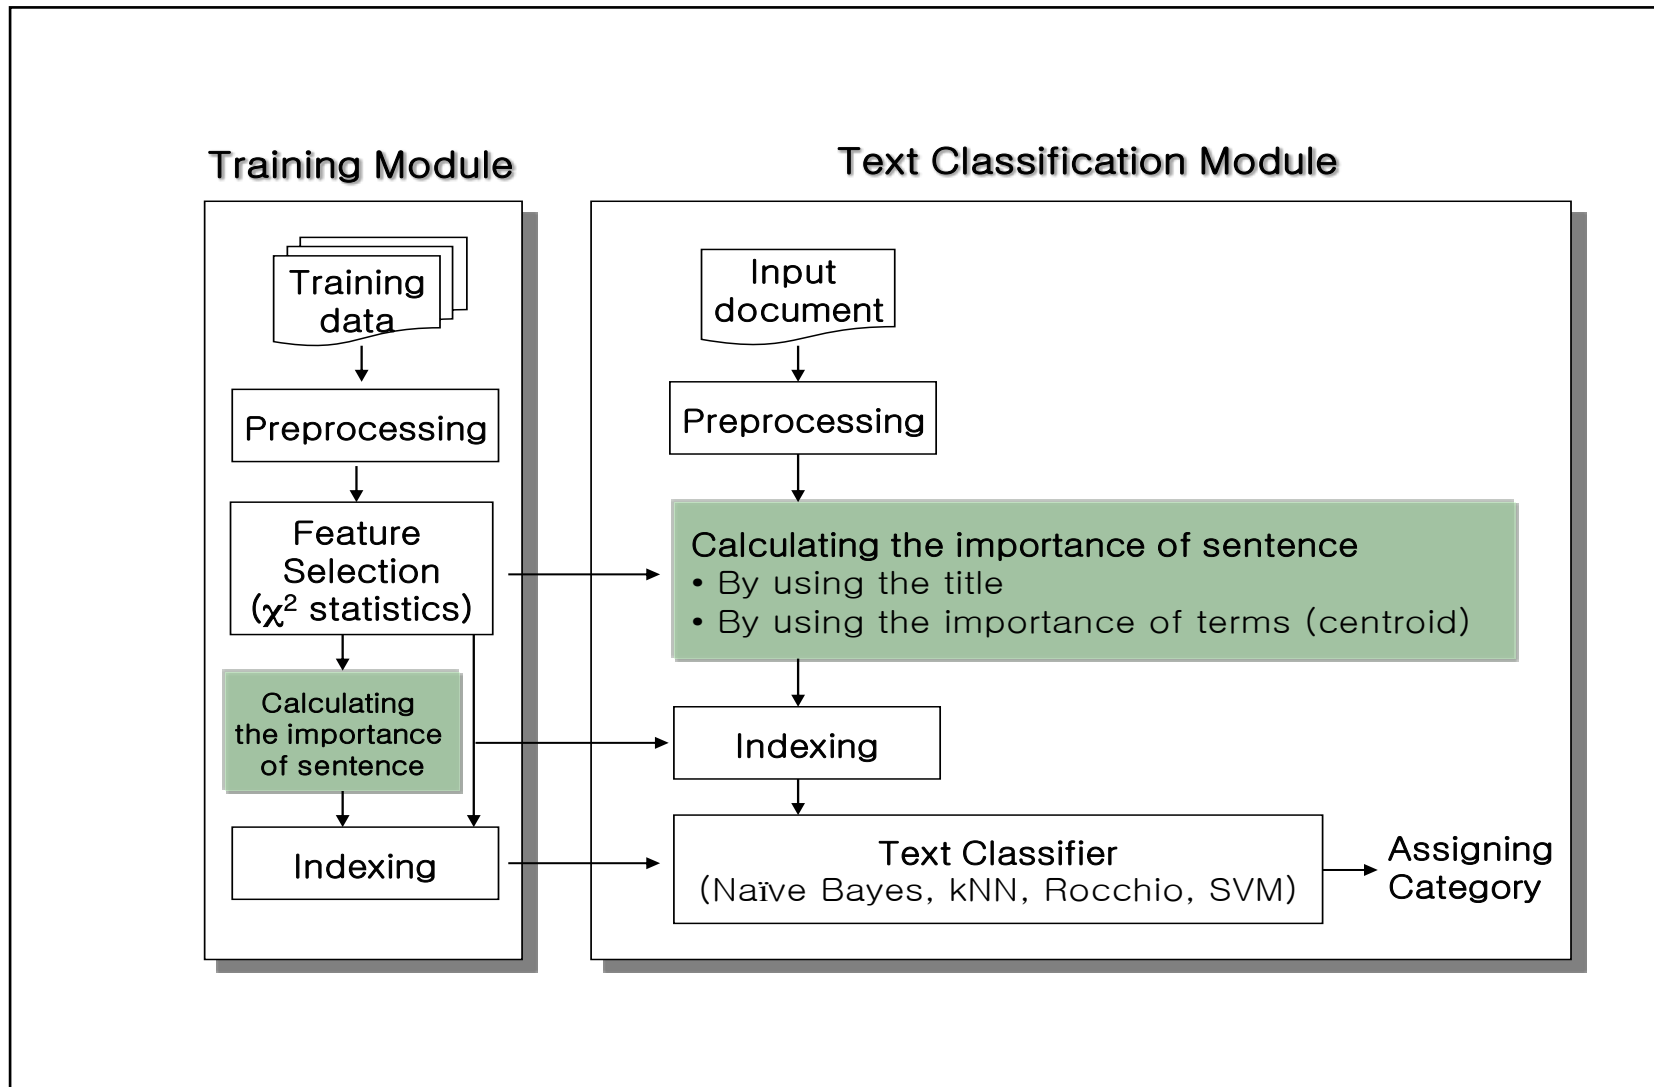 Training Module
Training
data
Preprocessing
Feature
Selection
(χ² statistics)
Calculating
the importance
of sentence
Indexing
Text Classification Module
Input
document
Preprocessing
Calculating the importance of sentence
• By using the title
• By using the importance of terms (centroid)
Indexing
Text Classifier
(Naïve Bayes, kNN, Rocchio, SVM)
Assigning
Category